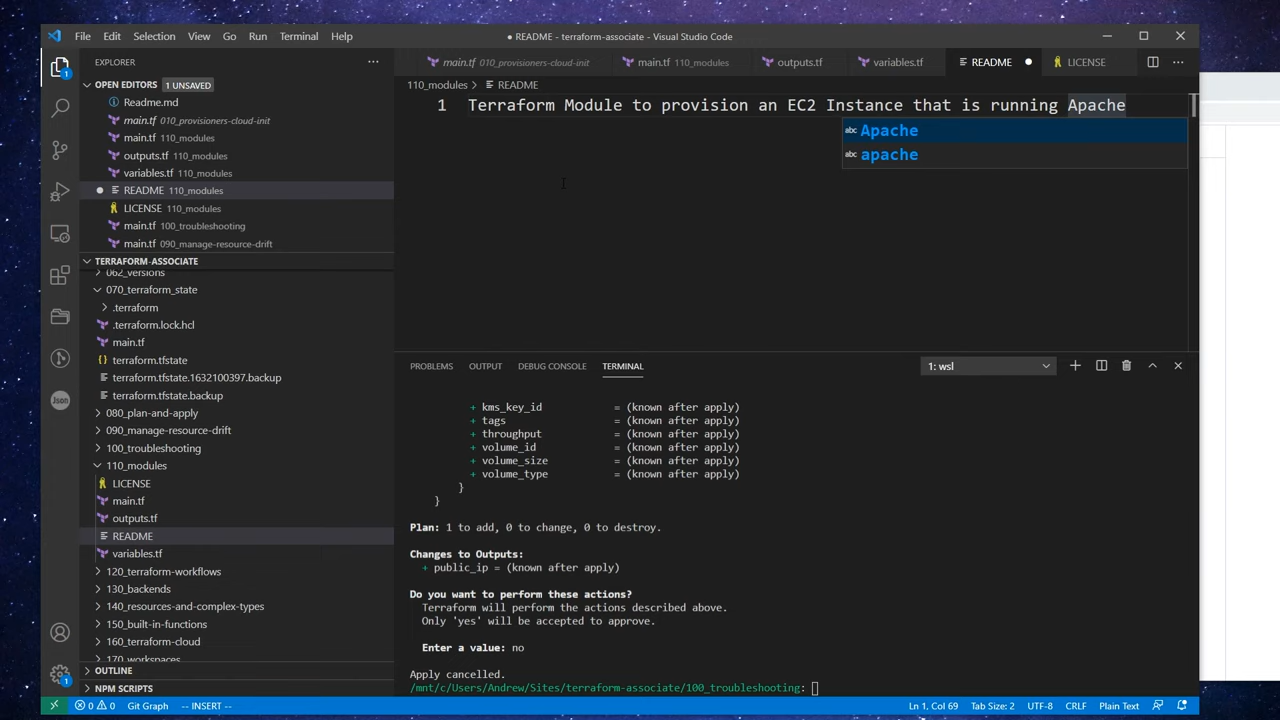 File Edit Selection View Go Run Terminal Help
● README - terraform-associate - Visual Studio Code
EXPLORER
main.tf 010_provisioners-cloud-init
main.tf 110_modules
outputs.tf
variables.tf
README
LICENSE
OPEN EDITORS 1 UNSAVED
110_modules > README
Readme.md
main.tf 010_provisioners-cloud-init
main.tf 110_modules
outputs.tf 110_modules
variables.tf 110_modules
README 110_modules
LICENSE 110_modules
main.tf 100_troubleshooting
main.tf 090_manage-resource-drift
TERRAFORM-ASSOCIATE
062_versions
070_terraform_state
.terraform
.terraform.lock.hcl
main.tf
terraform.tfstate
terraform.tfstate.1632100397.backup
terraform.tfstate.backup
080_plan-and-apply
090_manage-resource-drift
100_troubleshooting
110_modules
LICENSE
main.tf
outputs.tf
README
variables.tf
120_terraform-workflows
130_backends
140_resources-and-complex-types
150_built-in-functions
160_terraform-cloud
170_workspaces
OUTLINE
NPM SCRIPTS
1
Json
1
1 Terraform Module to provision an EC2 Instance that is running Apache
abc Apache
abc apache
PROBLEMS OUTPUT DEBUG CONSOLE TERMINAL
1: wsl
+ kms_key_id = (known after apply)
+ tags = (known after apply)
+ throughput = (known after apply)
+ volume_id = (known after apply)
+ volume_size = (known after apply)
+ volume_type = (known after apply)
}
}
Plan: 1 to add, 0 to change, 0 to destroy.
Changes to Outputs:
+ public_ip = (known after apply)
Do you want to perform these actions?
Terraform will perform the actions described above.
Only 'yes' will be accepted to approve.
Enter a value: no
Apply cancelled.
/mnt/c/Users/Andrew/Sites/terraform-associate/100_troubleshooting:
0 0 Git Graph -- INSERT --
Ln 1, Col 69 Tab Size: 2 UTF-8 CRLF Plain Text